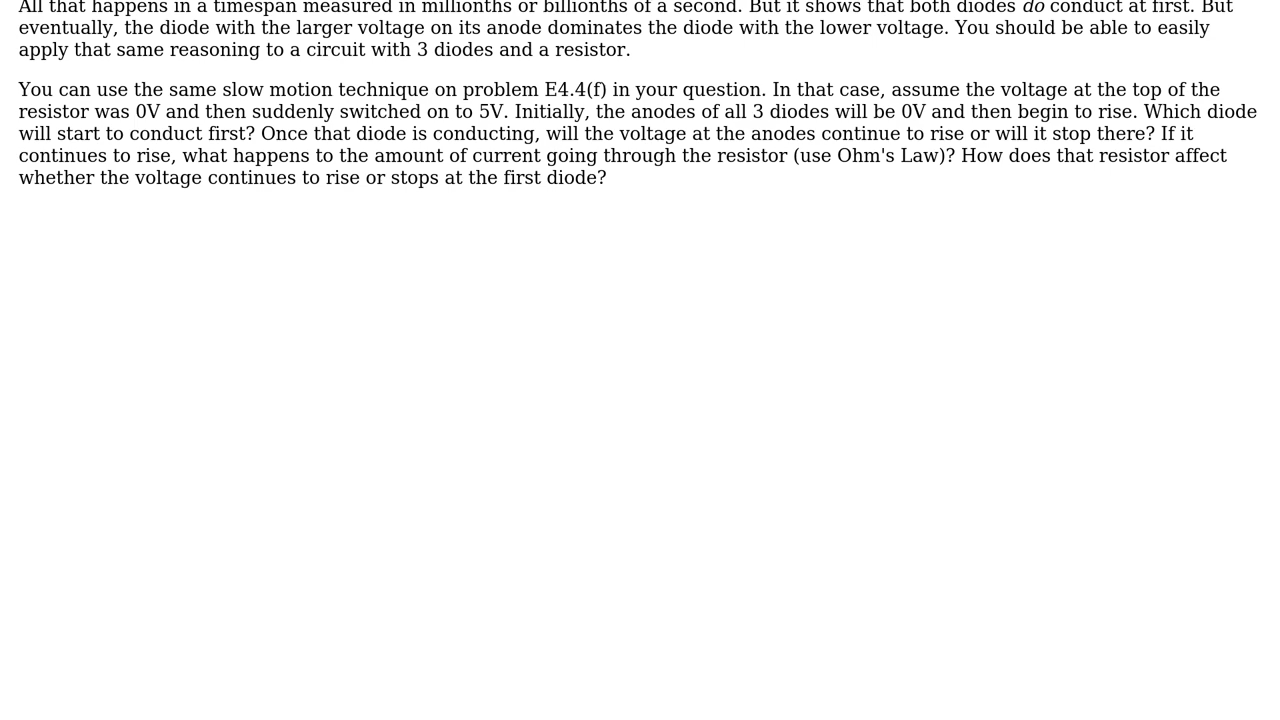 All that happens in a timespan measured in millionths or billionths of a second. But it shows that both diodes do conduct at first. But
eventually, the diode with the larger voltage on its anode dominates the diode with the lower voltage. You should be able to easily
apply that same reasoning to a circuit with 3 diodes and a resistor.
You can use the same slow motion technique on problem E4.4(f) in your question. In that case, assume the voltage at the top of the
resistor was 0V and then suddenly switched on to 5V. Initially, the anodes of all 3 diodes will be 0V and then begin to rise. Which diode
will start to conduct first? Once that diode is conducting, will the voltage at the anodes continue to rise or will it stop there? If it
continues to rise, what happens to the amount of current going through the resistor (use Ohm's Law)? How does that resistor affect
whether the voltage continues to rise or stops at the first diode?